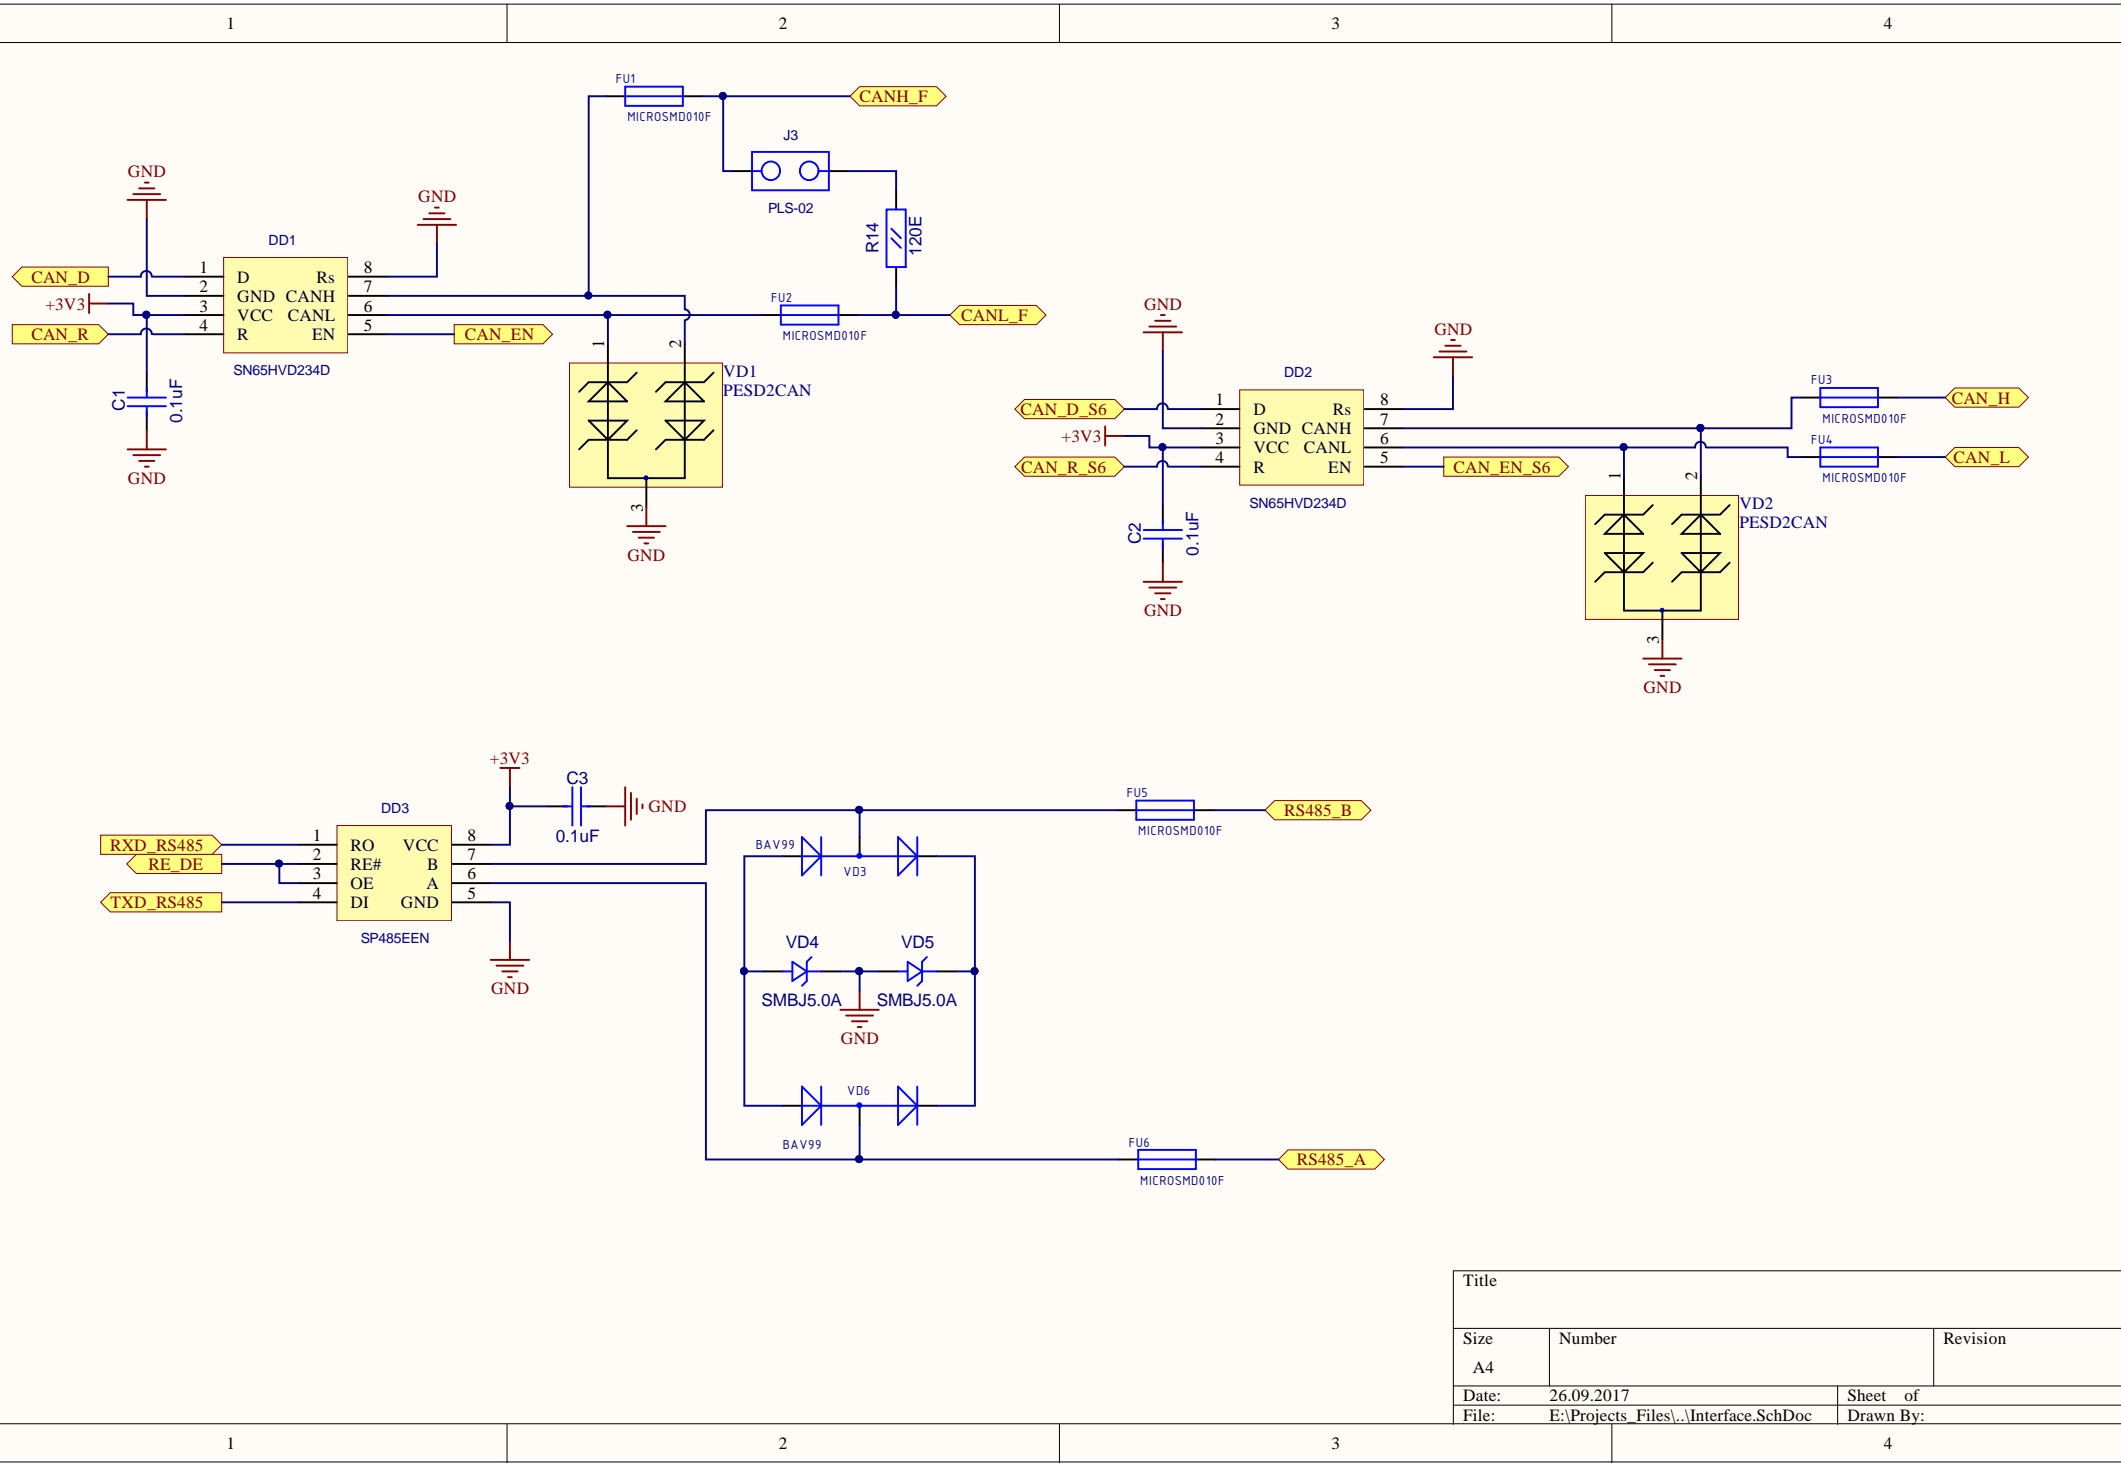 1 2 3 4
FU1
CANH_F
MICROSMD010F
J3
PLS-02
R14
120E
GND
GND
DD1
CAN_D 1 D Rs 8
2 GND CANH 7
+3V3 3 VCC CANL 6
CAN_R 4 R EN 5 CAN_EN
SN65HVD234D
C1
0.1uF
GND
FU2
CANL_F
MICROSMD010F
1 2
VD1
PESD2CAN
3
GND
GND
GND
DD2
CAN_D_S6 1 D Rs 8
2 GND CANH 7
+3V3 3 VCC CANL 6
CAN_R_S6 4 R EN 5 CAN_EN_S6
SN65HVD234D
C2
0.1uF
GND
FU3
CAN_H
MICROSMD010F
FU4
CAN_L
MICROSMD010F
1 2
VD2
PESD2CAN
3
GND
+3V3
C3
GND
0.1uF
DD3
RXD_RS485 1 RO VCC 8
RE_DE 2 RE# B 7
3 OE A 6
TXD_RS485 4 DI GND 5
SP485EEN
GND
FU5
RS485_B
MICROSMD010F
BAV99
VD3
VD4 VD5
SMBJ5.0A SMBJ5.0A
GND
VD6
BAV99
FU6
RS485_A
MICROSMD010F
Title
Size Number Revision
A4
Date: 26.09.2017 Sheet of
File: E:\Projects_Files\..\Interface.SchDoc Drawn By:
1 2 3 4